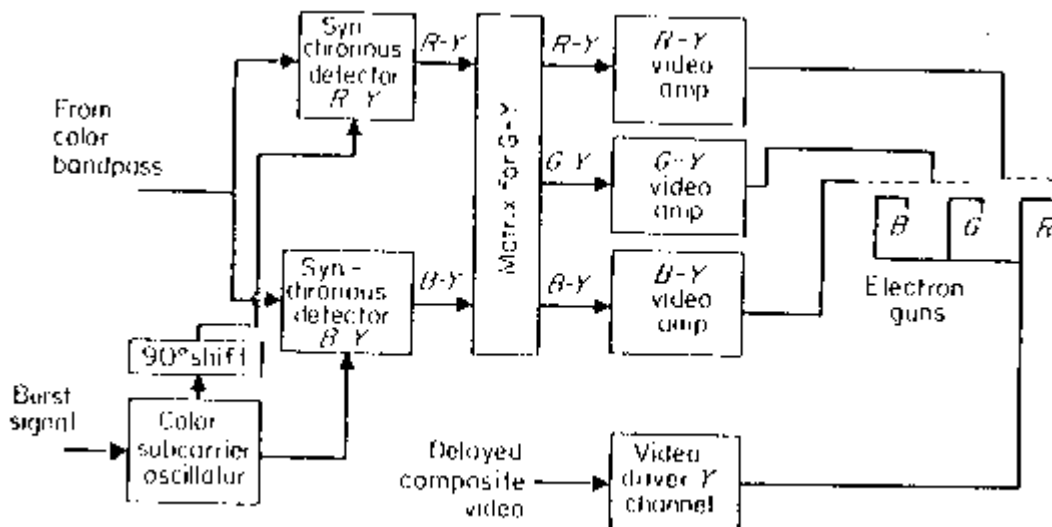 Syn
chronous
detector
R Y
R-Y
R-Y
R-Y
video
amp
From
color
bandpass
Matrix for G-Y
G Y
G-Y
video
amp
B
G
R
Electron
guns
Syn-
chronous
detector
B Y
B-Y
B-Y
B-Y
video
amp
90° shift
Burst
signal
Color
subcarrier
oscillator
Delayed
composite
video
Video
driver Y
channel